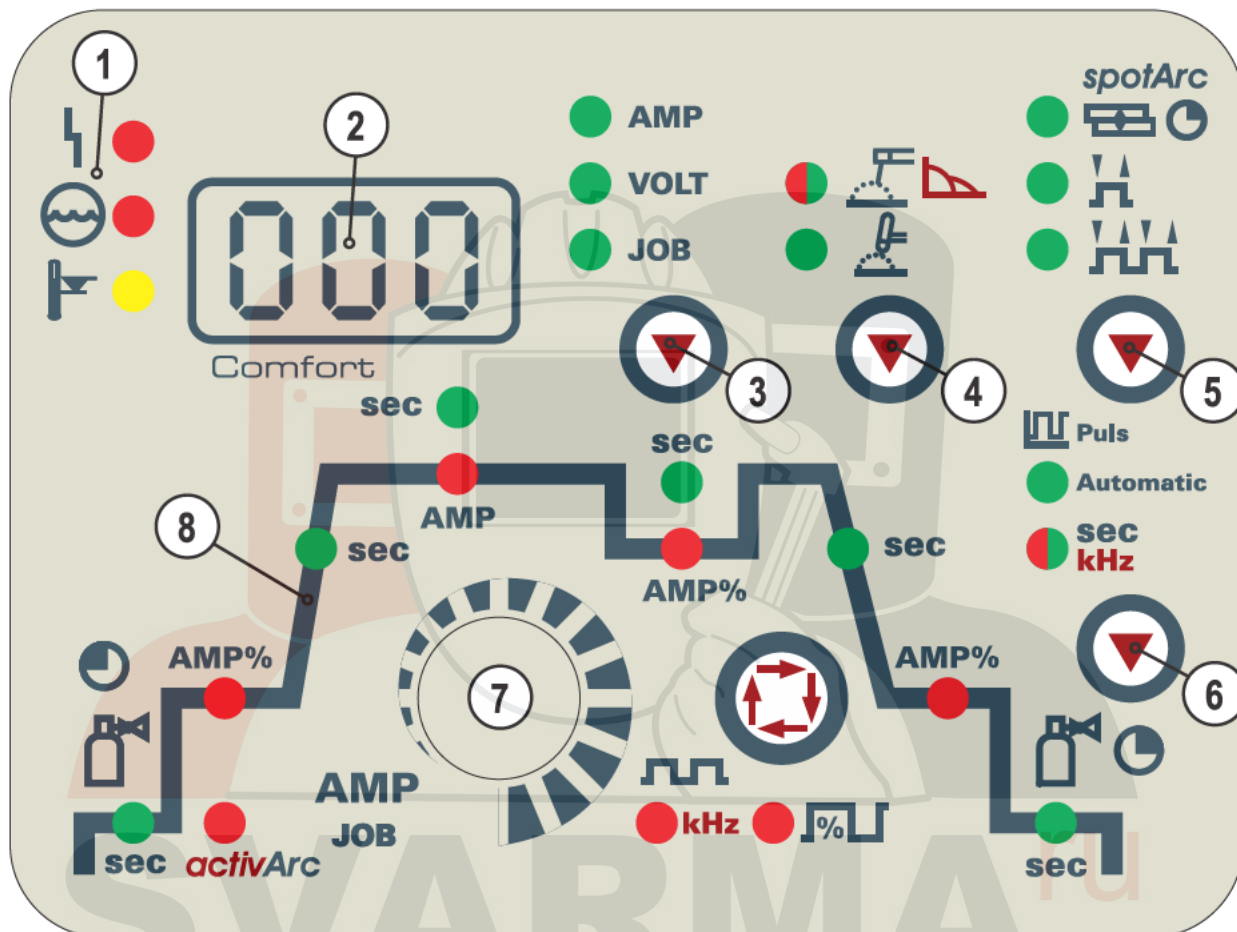 spotArc
1
2
AMP
VOLT
JOB
000
Comfort
3
4
5
sec
sec
Puls
Automatic
AMP
8
sec
AMP%
sec
sec
kHz
AMP%
AMP%
7
6
AMP
JOB
kHz
%
sec
activArc
sec
SVARMA
ru